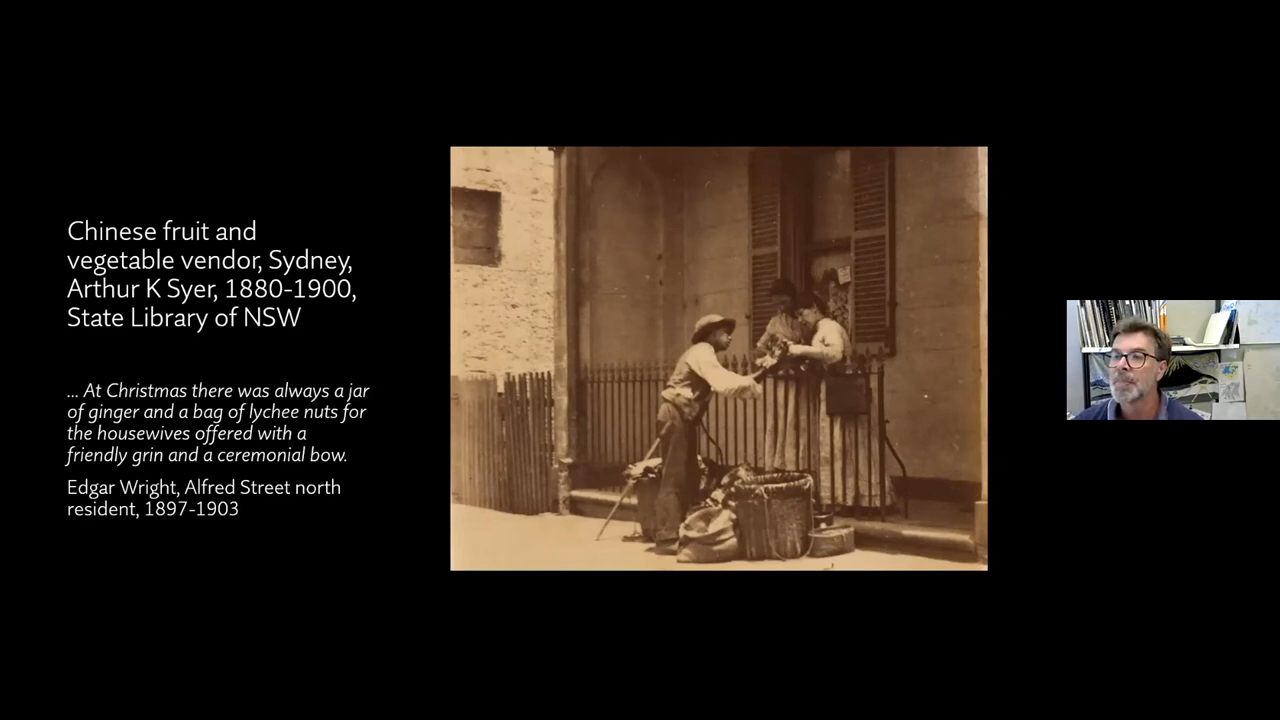 Chinese fruit and
vegetable vendor, Sydney,
Arthur K Syer, 1880-1900,
State Library of NSW
... At Christmas there was always a jar
of ginger and a bag of lychee nuts for
the housewives offered with a
friendly grin and a ceremonial bow.
Edgar Wright, Alfred Street north
resident, 1897-1903